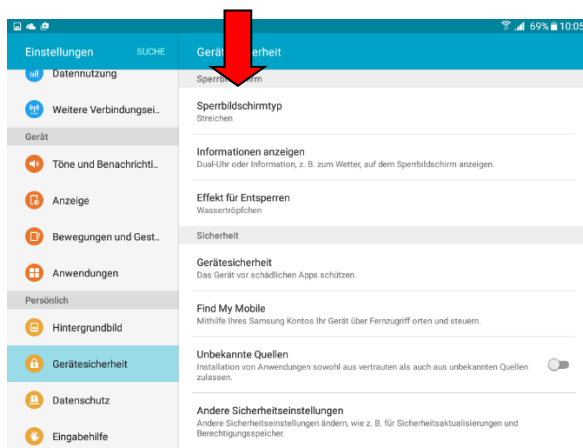 69% 10:05
Einstellungen
SUCHE
Datennutzung
Weitere Verbindungsei..
Gerät
Töne und Benachrichti..
Anzeige
Bewegungen und Gest..
Anwendungen
Persönlich
Hintergrundbild
Gerätesicherheit
Datenschutz
Eingabehilfe
Sperrbildschirmtyp
Streichen
Informationen anzeigen
Dual-Uhr oder Information, z. B. zum Wetter, auf dem Sperrbildschirm anzeigen.
Effekt für Entsperren
Wassertröpfchen
Sicherheit
Gerätesicherheit
Das Gerät vor schädlichen Apps schützen.
Find My Mobile
Mithilfe Ihres Samsung Kontos Ihr Gerät über Fernzugriff orten und steuern.
Unbekannte Quellen
Installation von Anwendungen sowohl aus vertrauten als auch aus unbekannten Quellen
zulassen.
Andere Sicherheitseinstellungen
Andere Sicherheitseinstellungen ändern, wie z. B. für Sicherheitsaktualisierungen und
Berechtigungsspeicher.